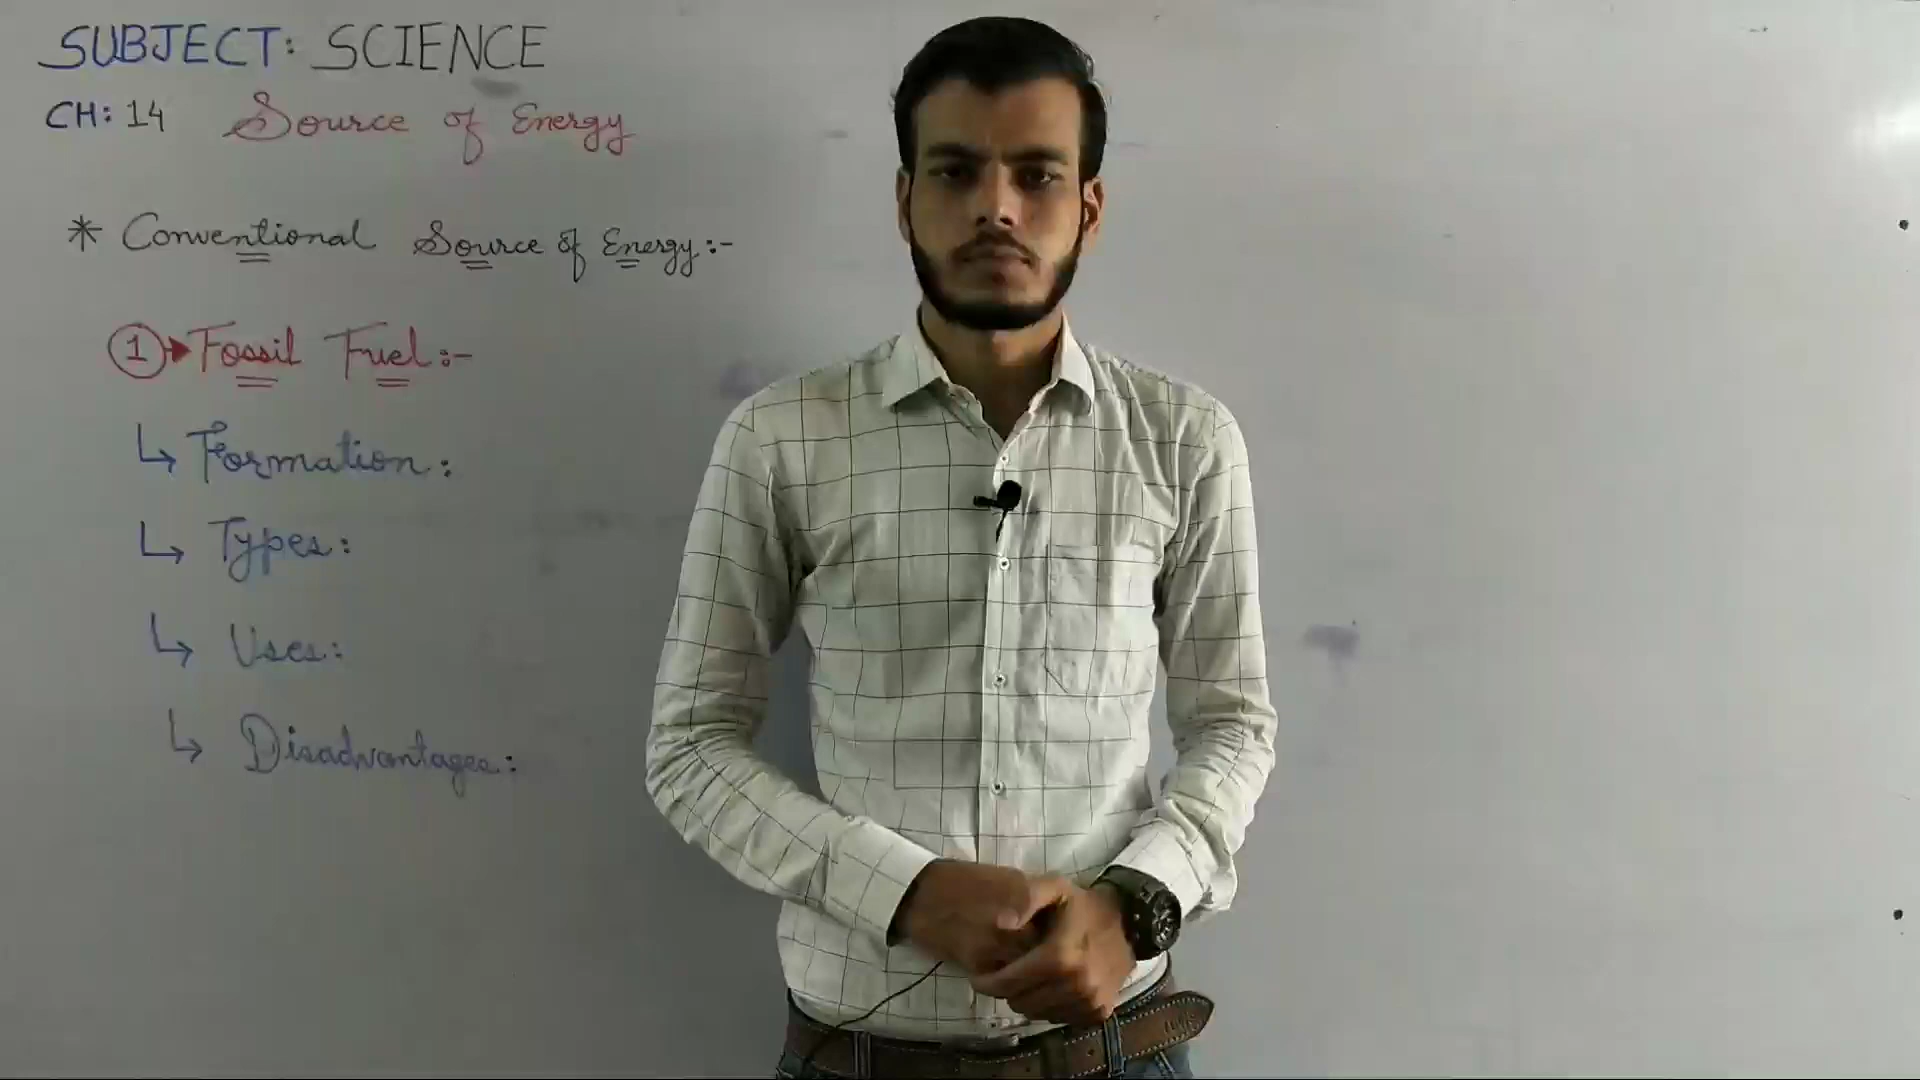 SUBJECT: SCIENCE
CH: 14 Source of Energy
* Conventional Source of Energy:-
1 Fossil Fuel:-
↳ Formation:
↳ Types:
↳ Uses:
↳ Disadvantages: